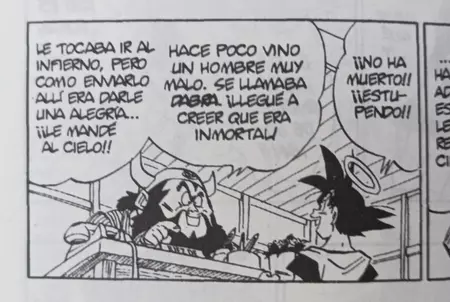 ¡¡NO HA
MUERTO!!
¡¡ESTU-
PENDO!!
HACE POCO VINO
UN HOMBRE MUY
MALO. SE LLAMABA
DABRA. ¡LLEGUÉ A
CREER QUE ERA
INMORTAL!
LE TOCABA IR AL
INFIERNO, PERO
COMO ENVIARLO
ALLÍ ERA DARLE
UNA ALEGRÍA...
¡¡LE MANDÉ
AL CIELO!!